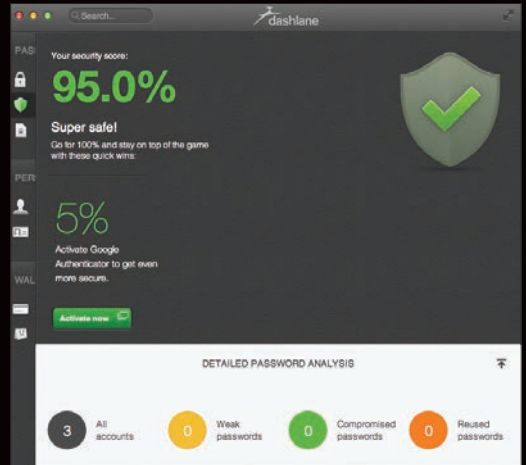 Search...
dashlane
PAS
Your security score:
95.0%
Super safe!
Go for 100% and stay on top of the game
with these quick wins:
PER
5%
Activate Google
Authenticator to get even
more secure.
WAL
Activate now
DETAILED PASSWORD ANALYSIS
3
All
accounts
0
Weak
passwords
0
Compromised
passwords
0
Reused
passwords